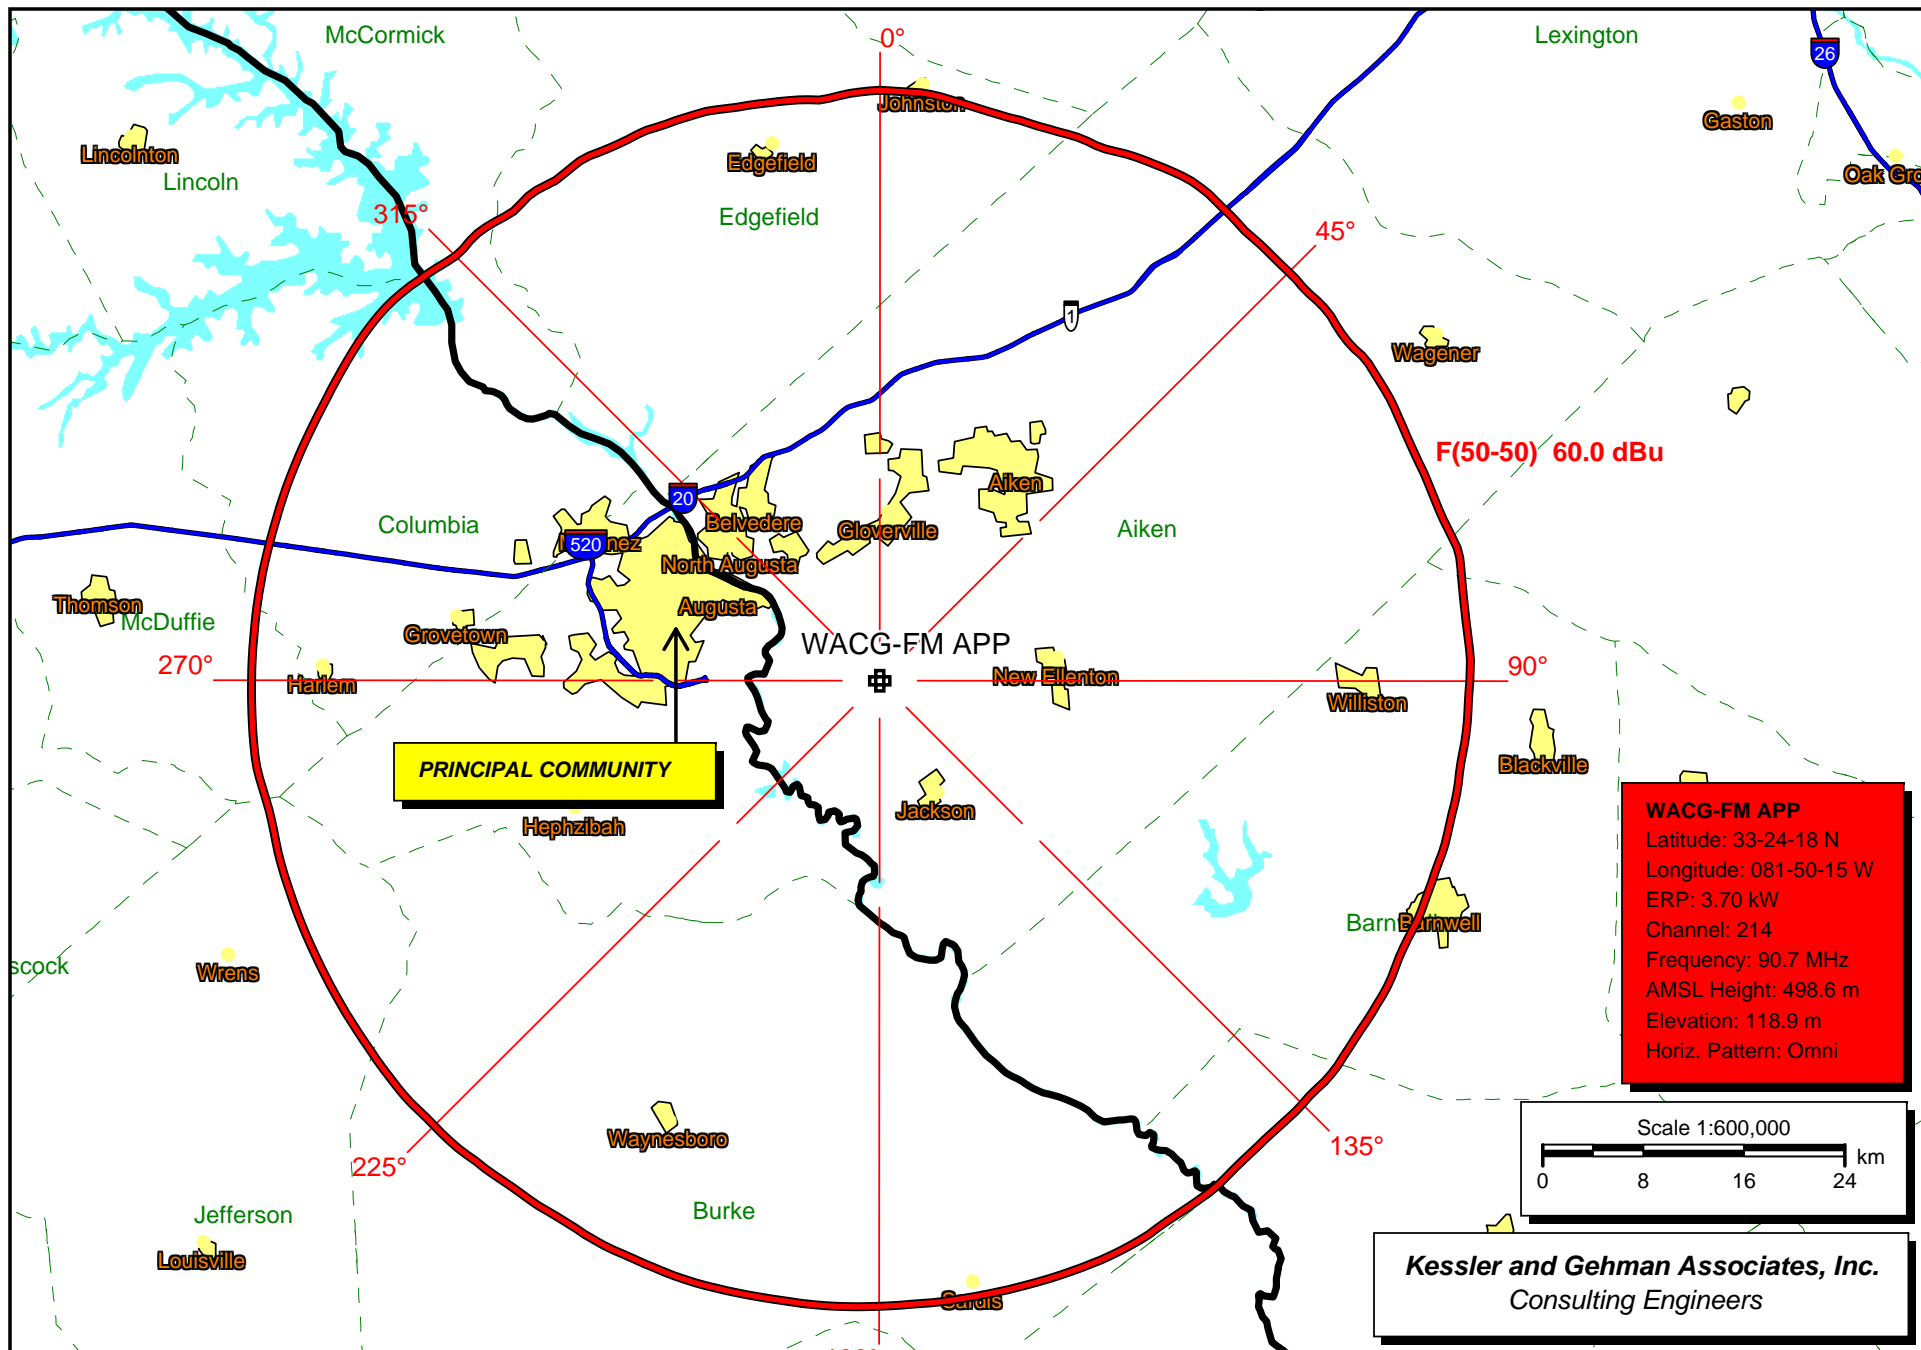 McCormick
0°
Lexington
26
Johnston
Gaston
Lincolnton
Edgefield
Oak Gro
Lincoln
315°
Edgefield
45°
1
Wagener
F(50-50) 60.0 dBu
Aiken
20
Columbia
Belvedere
Gloverville
Aiken
520
nez
North Augusta
Thomson
McDuffie
Augusta
Grovetown
WACG-FM APP
270°
Harlem
New Ellenton
90°
Williston
PRINCIPAL COMMUNITY
Blackville
Jackson
Hephzibah
WACG-FM APP
Latitude: 33-24-18 N
Longitude: 081-50-15 W
ERP: 3.70 kW
Channel: 214
Frequency: 90.7 MHz
AMSL Height: 498.6 m
Elevation: 118.9 m
Horiz. Pattern: Omni
Barn
Barnwell
scock
Wrens
Waynesboro
225°
135°
Scale 1:600,000
km
0 8 16 24
Jefferson
Burke
Louisville
Kessler and Gehman Associates, Inc.
Consulting Engineers
Sardis